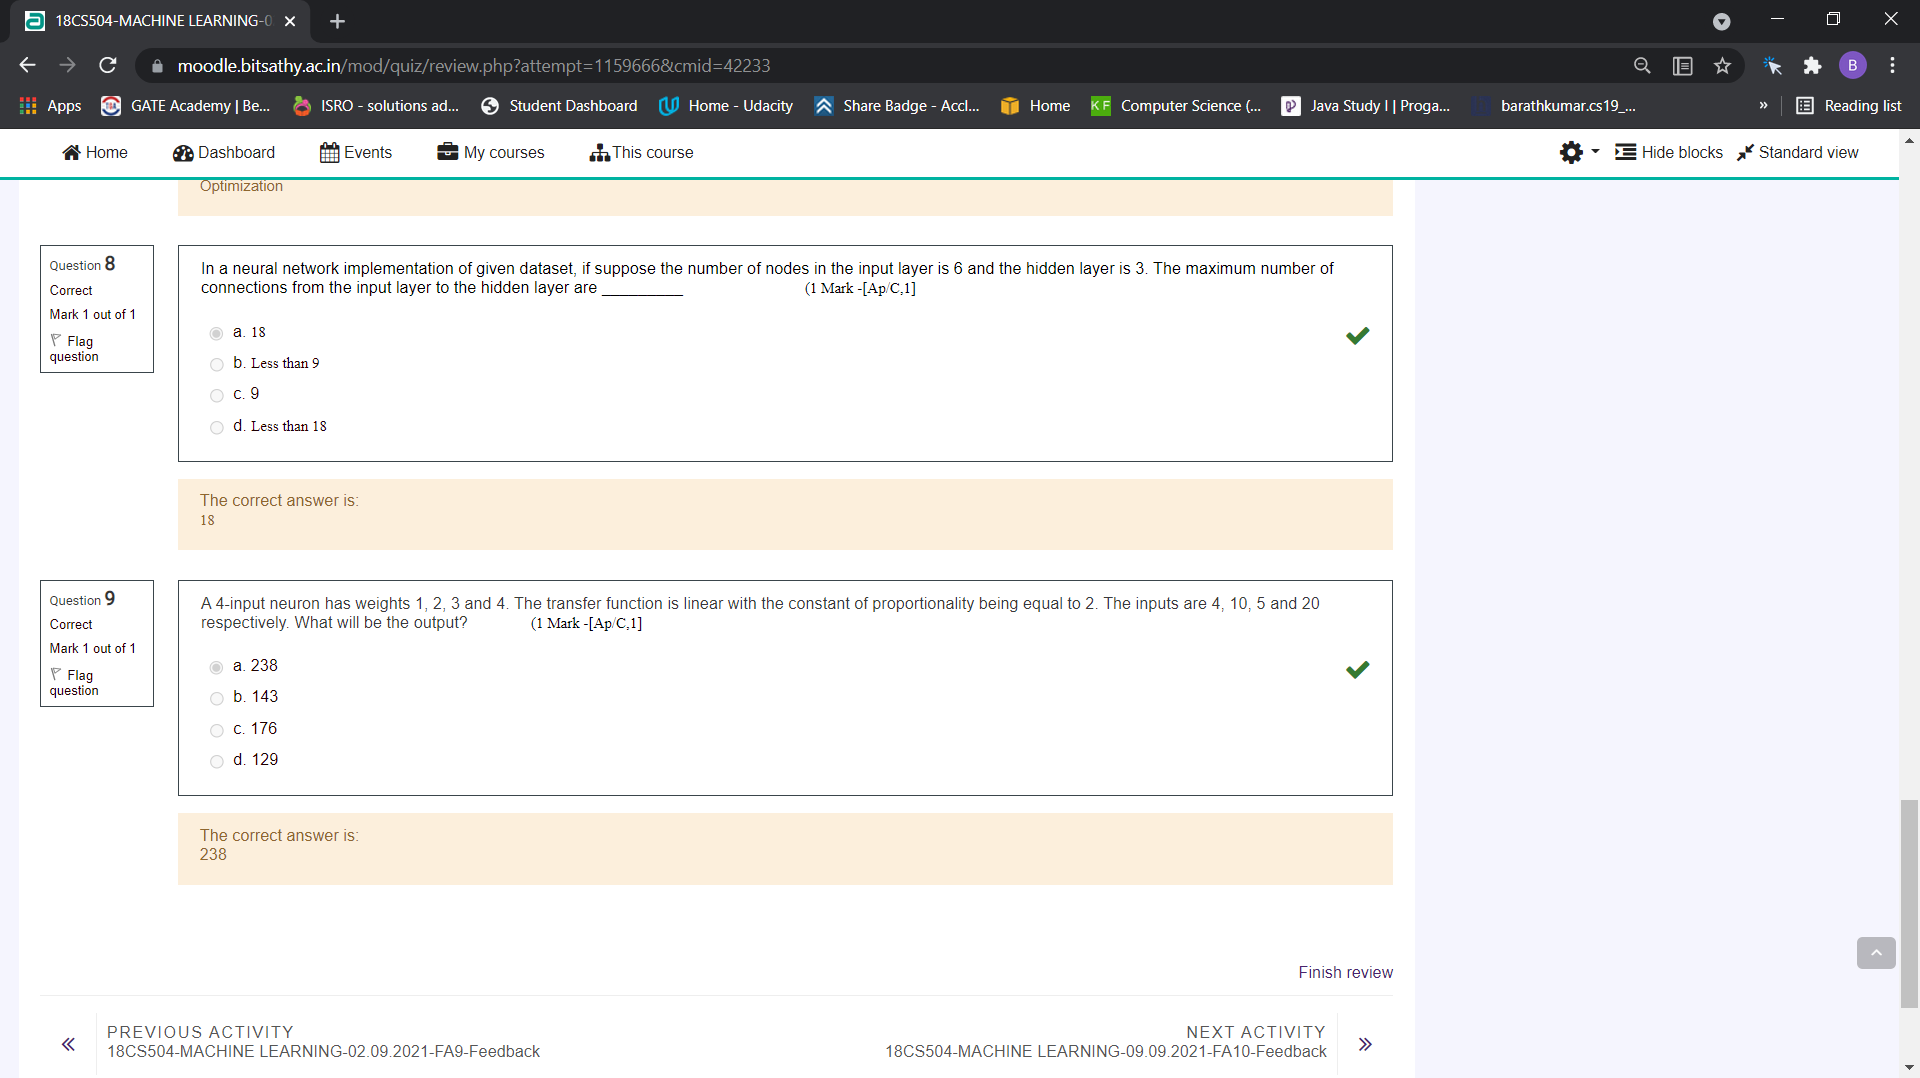 18CS504-MACHINE LEARNING-0
moodle.bitsathy.ac.in/mod/quiz/review.php?attempt=1159666&cmid=42233
B
Apps
GATE Academy | Be...
ISRO - solutions ad...
Student Dashboard
Home - Udacity
Share Badge - Accl...
Home
KF Computer Science (...
Java Study I | Proga...
barathkumar.cs19_...
»
Reading list
Home
Dashboard
Events
My courses
This course
Hide blocks
Standard view
Optimization
Question 8
Correct
Mark 1 out of 1
Flag
question
In a neural network implementation of given dataset, if suppose the number of nodes in the input layer is 6 and the hidden layer is 3. The maximum number of
connections from the input layer to the hidden layer are __________ (1 Mark -[Ap/C,1]
a. 18
b. Less than 9
c. 9
d. Less than 18
The correct answer is:
18
Question 9
Correct
Mark 1 out of 1
Flag
question
A 4-input neuron has weights 1, 2, 3 and 4. The transfer function is linear with the constant of proportionality being equal to 2. The inputs are 4, 10, 5 and 20
respectively. What will be the output? (1 Mark -[Ap/C,1]
a. 238
b. 143
c. 176
d. 129
The correct answer is:
238
Finish review
PREVIOUS ACTIVITY
18CS504-MACHINE LEARNING-02.09.2021-FA9-Feedback
NEXT ACTIVITY
18CS504-MACHINE LEARNING-09.09.2021-FA10-Feedback